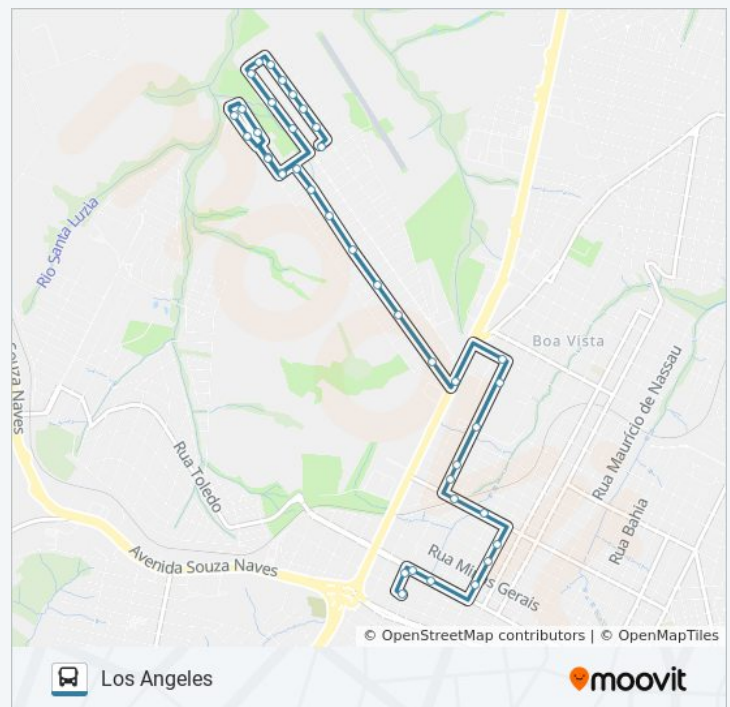 Rio Santa Luzia
Boa Vista
Souza Naves
Rua Maurício de Nassau
Rua Toledo
Rua Bahia
Rua Minas Gerais
Avenida Souza Naves
© OpenStreetMap contributors | © OpenMapTiles
Los Angeles
moovit